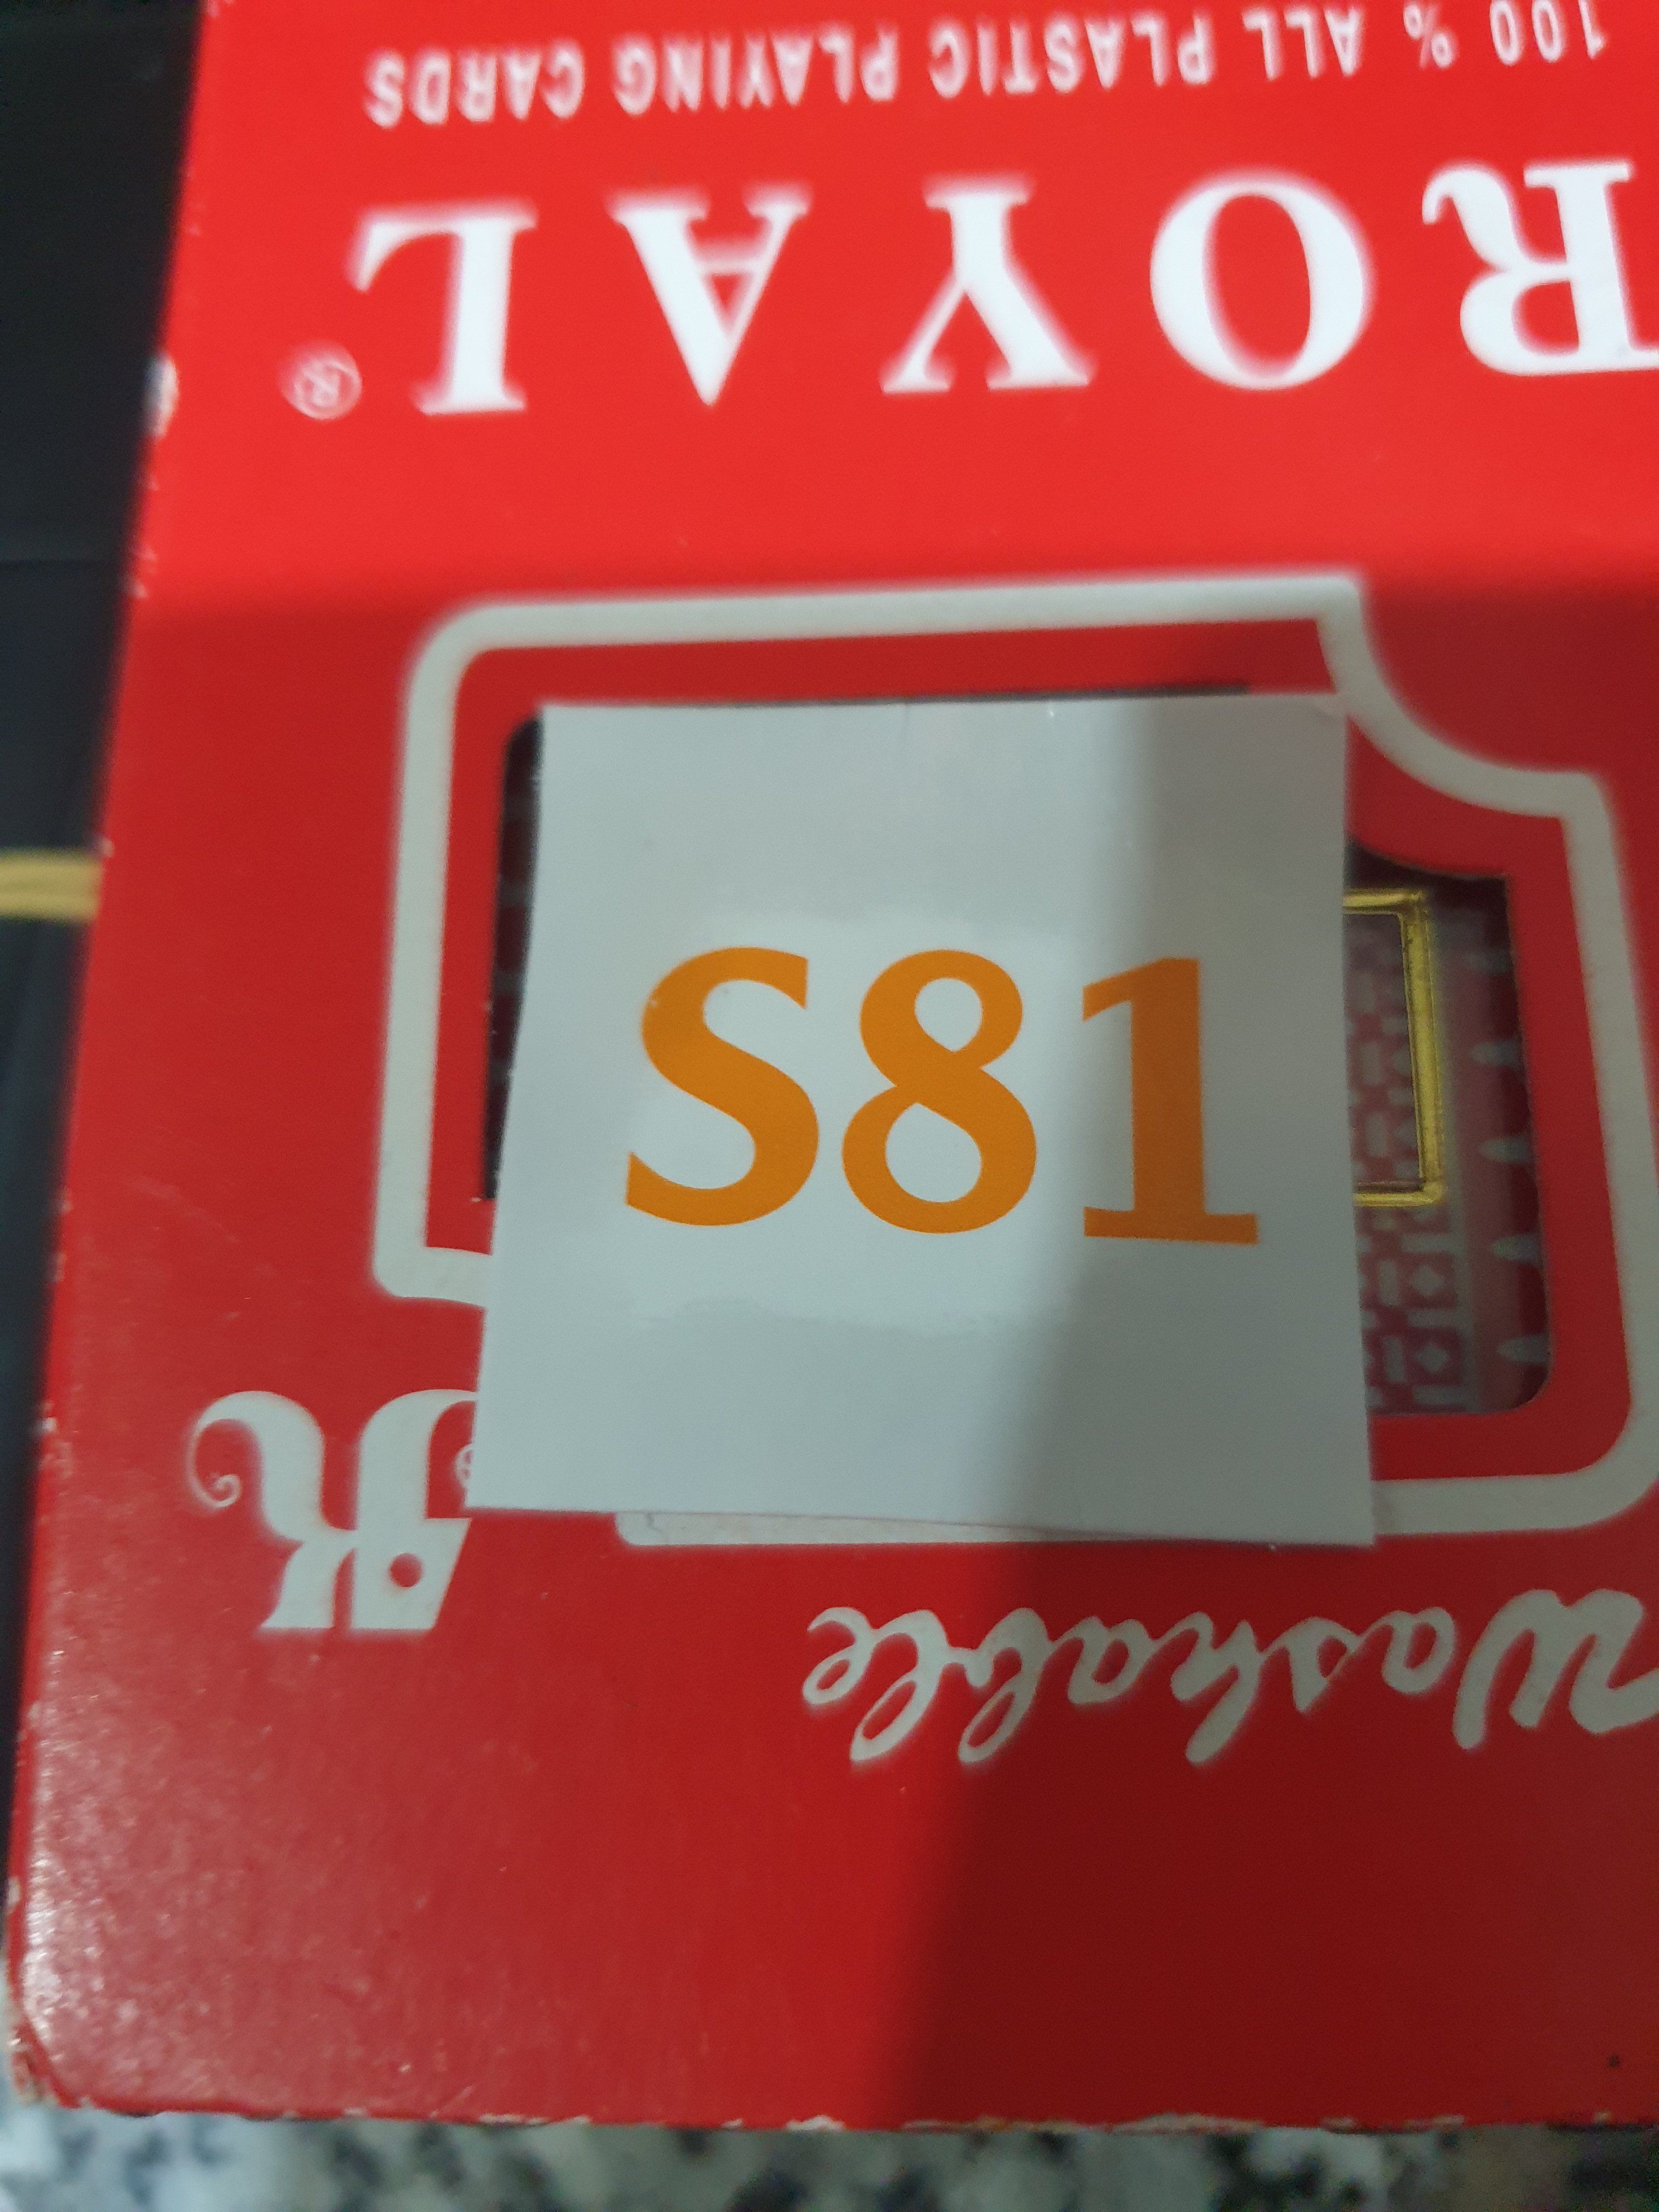 100 % ALL PLASTIC PLAYING CARDS
ROYAL®
S81
R
Washable